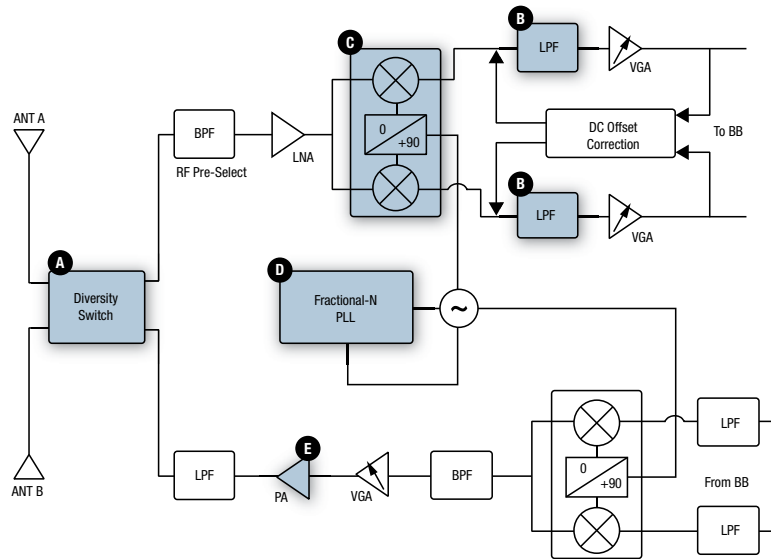 B
LPF
VGA
C
0
+90
ANT A
BPF
RF Pre-Select
LNA
DC Offset
Correction
To BB
B
LPF
VGA
A
Diversity
Switch
D
Fractional-N
PLL
~
ANT B
LPF
E
PA
VGA
BPF
0
+90
LPF
From BB
LPF